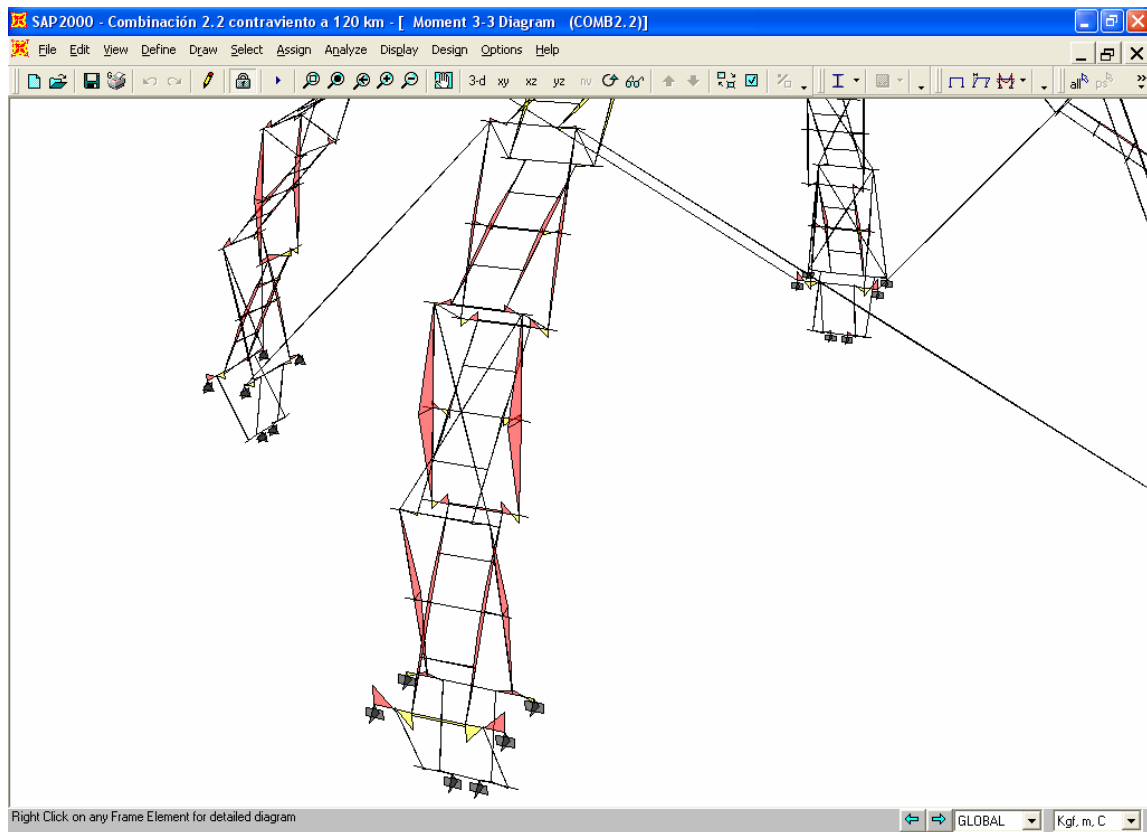 SAP2000 - Combinación 2.2 contraviento a 120 km - [ Moment 3-3 Diagram (COMB2.2)]
File Edit View Define Draw Select Assign Analyze Display Design Options Help
3-d xy xz yz nv all ps
Right Click on any Frame Element for detailed diagram GLOBAL Kgf, m, C